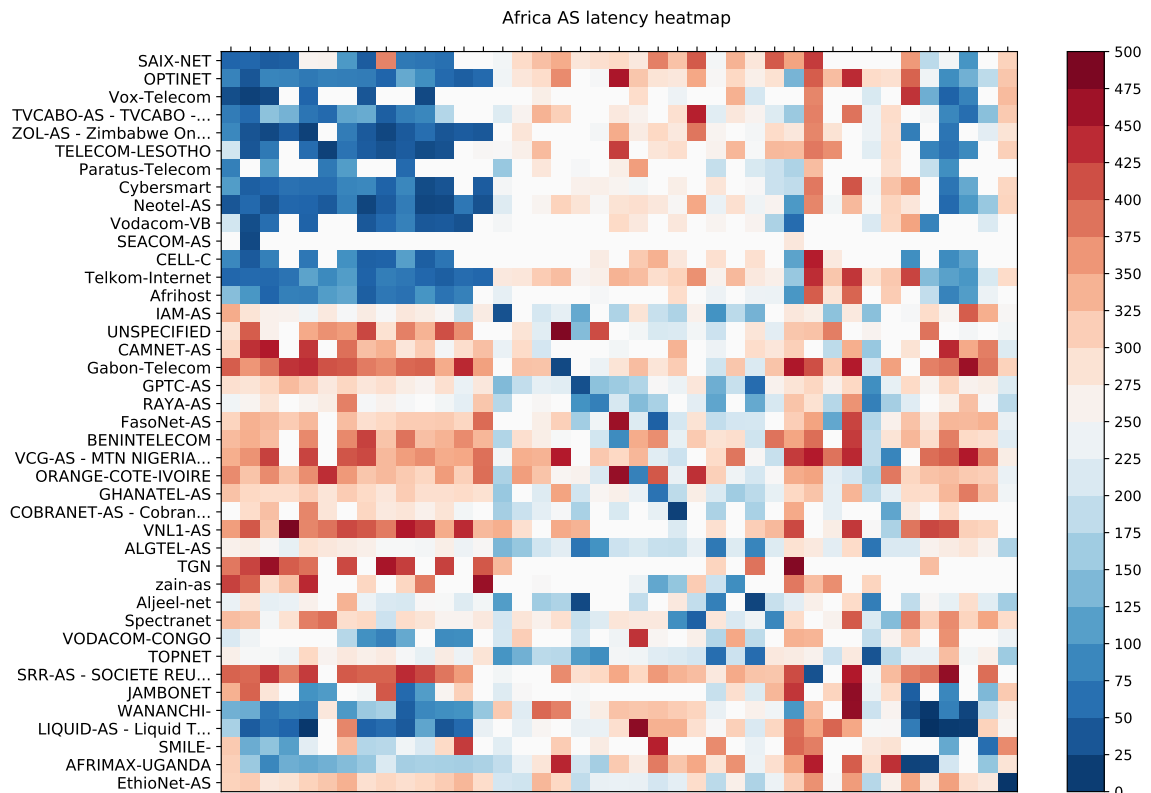 Africa AS latency heatmap
SAIX-NET
OPTINET
Vox-Telecom
TVCABO-AS - TVCABO -...
ZOL-AS - Zimbabwe On...
TELECOM-LESOTHO
Paratus-Telecom
Cybersmart
Neotel-AS
Vodacom-VB
SEACOM-AS
CELL-C
Telkom-Internet
Afrihost
IAM-AS
UNSPECIFIED
CAMNET-AS
Gabon-Telecom
GPTC-AS
RAYA-AS
FasoNet-AS
BENINTELECOM
VCG-AS - MTN NIGERIA...
ORANGE-COTE-IVOIRE
GHANATEL-AS
COBRANET-AS - Cobran...
VNL1-AS
ALGTEL-AS
TGN
zain-as
Aljeel-net
Spectranet
VODACOM-CONGO
TOPNET
SRR-AS - SOCIETE REU...
JAMBONET
WANANCHI-
LIQUID-AS - Liquid T...
SMILE-
AFRIMAX-UGANDA
EthioNet-AS
500
475
450
425
400
375
350
325
300
275
250
225
200
175
150
125
100
75
50
25
0